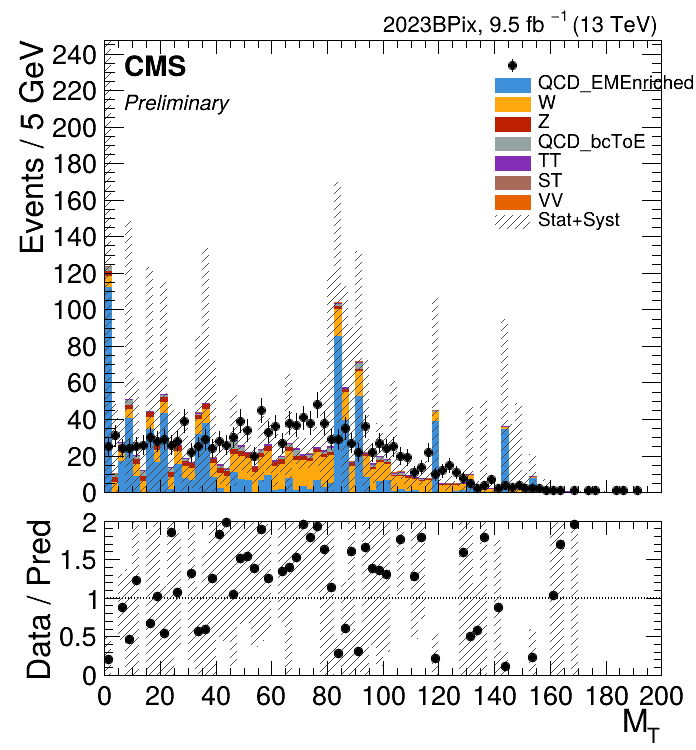 2023BPix, 9.5 fb⁻¹ (13 TeV)
CMS
Preliminary
QCD_EMEnriched
W
Z
QCD_bcToE
TT
ST
VV
Stat+Syst
Events / 5 GeV
240
220
200
180
160
140
120
100
80
60
40
20
0
Data / Pred
2
1.5
1
0.5
0
0 20 40 60 80 100 120 140 160 180 200
M_T